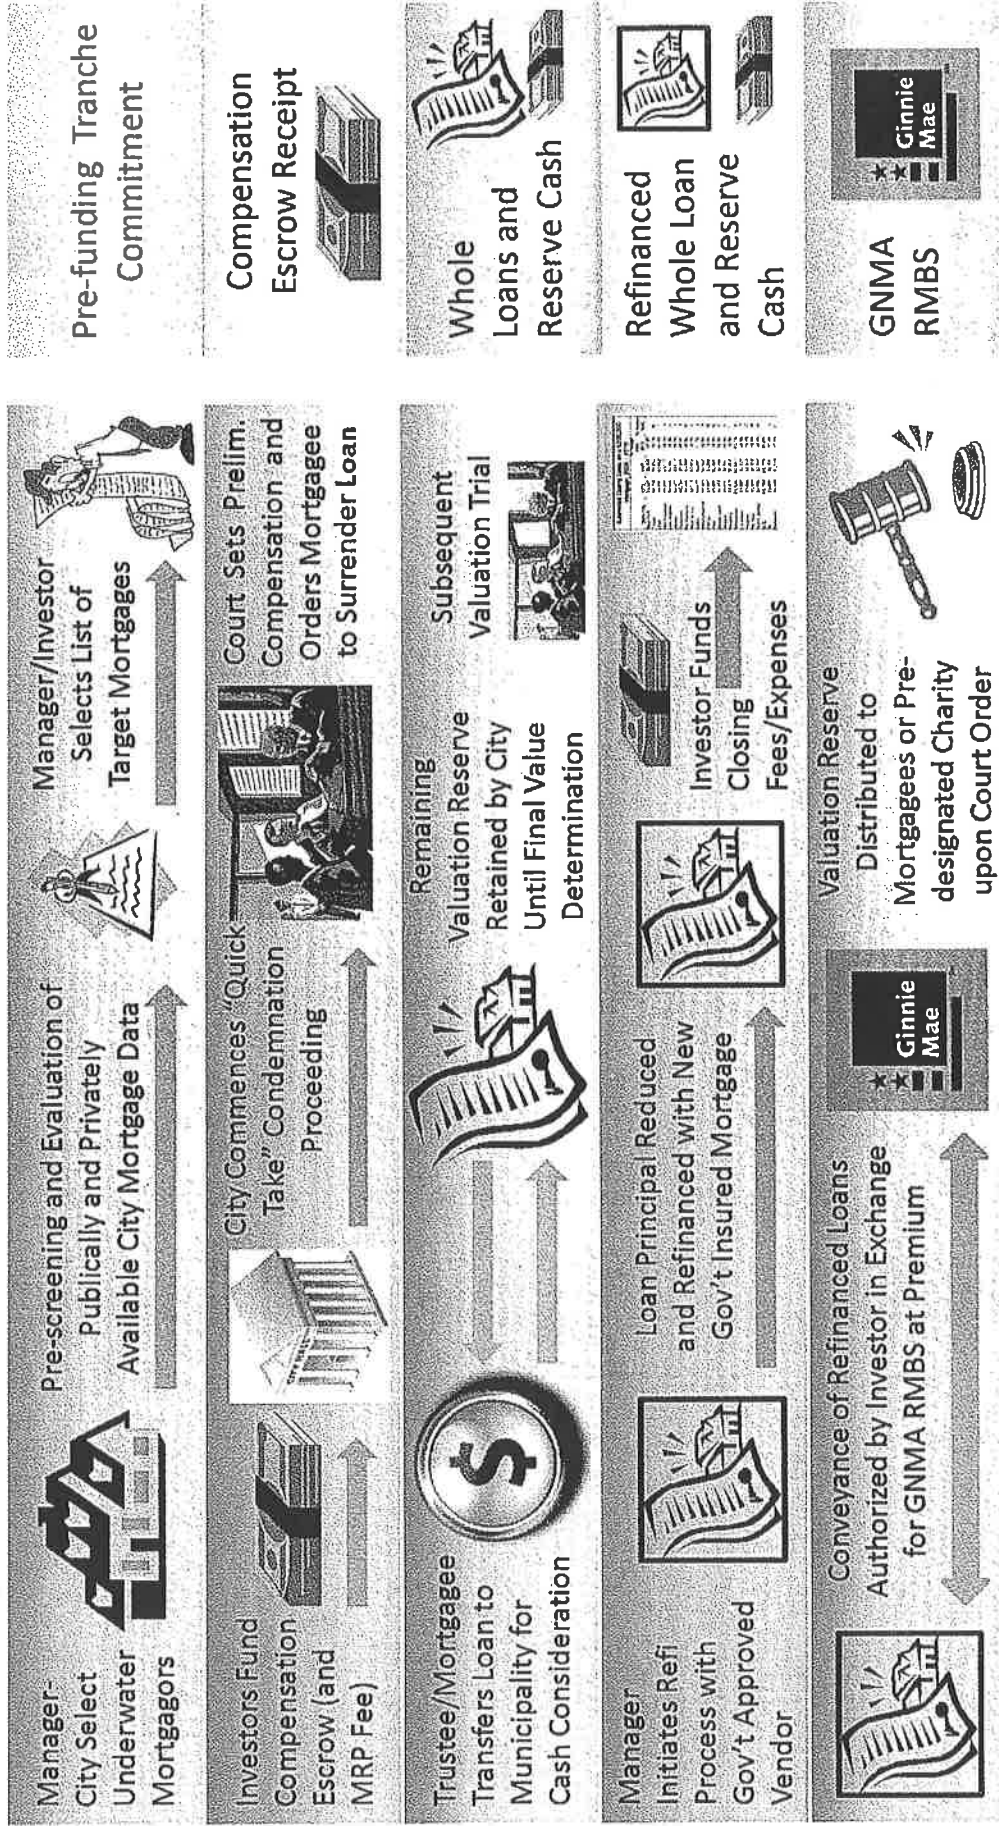 Manager-
City Select
Underwater
Mortgagors
Pre-screening and Evaluation of
Publically and Privately
Available City Mortgage Data
Manager/Investor
Selects List of
Target Mortgages
Pre-funding Tranche
Commitment
Investors Fund
Compensation
Escrow (and
MRP Fee)
City Commences "Quick-
Take" Condemnation
Proceeding
Court Sets Prelim.
Compensation and
Orders Mortgagee
to Surrender Loan
Compensation
Escrow Receipt
Trustee/Mortgagee
Transfers Loan to
Municipality for
Cash Consideration
$
Remaining
Valuation Reserve
Retained by City
Until Final Value
Determination
Subsequent
Valuation Trial
Whole
Loans and
Reserve Cash
Manager
Initiates Refi
Process with
Gov't Approved
Vendor
Loan Principal Reduced
and Refinanced with New
Gov't Insured Mortgage
Investor Funds
Closing
Fees/Expenses
Refinanced
Whole Loan
and Reserve
Cash
Conveyance of Refinanced Loans
Authorized by Investor in Exchange
for GNMA RMBS at Premium
Ginnie
Mae
Valuation Reserve
Distributed to
Mortgagees or Pre-
designated Charity
upon Court Order
GNMA
RMBS
Ginnie
Mae